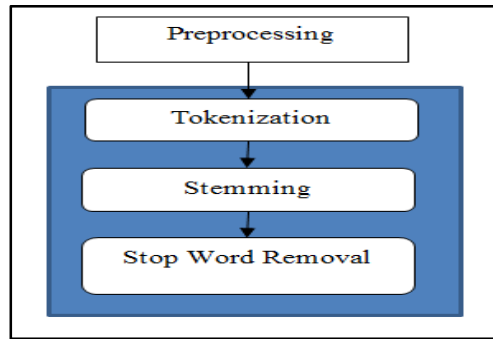 Preprocessing
Tokenization
Stemming
Stop Word Removal